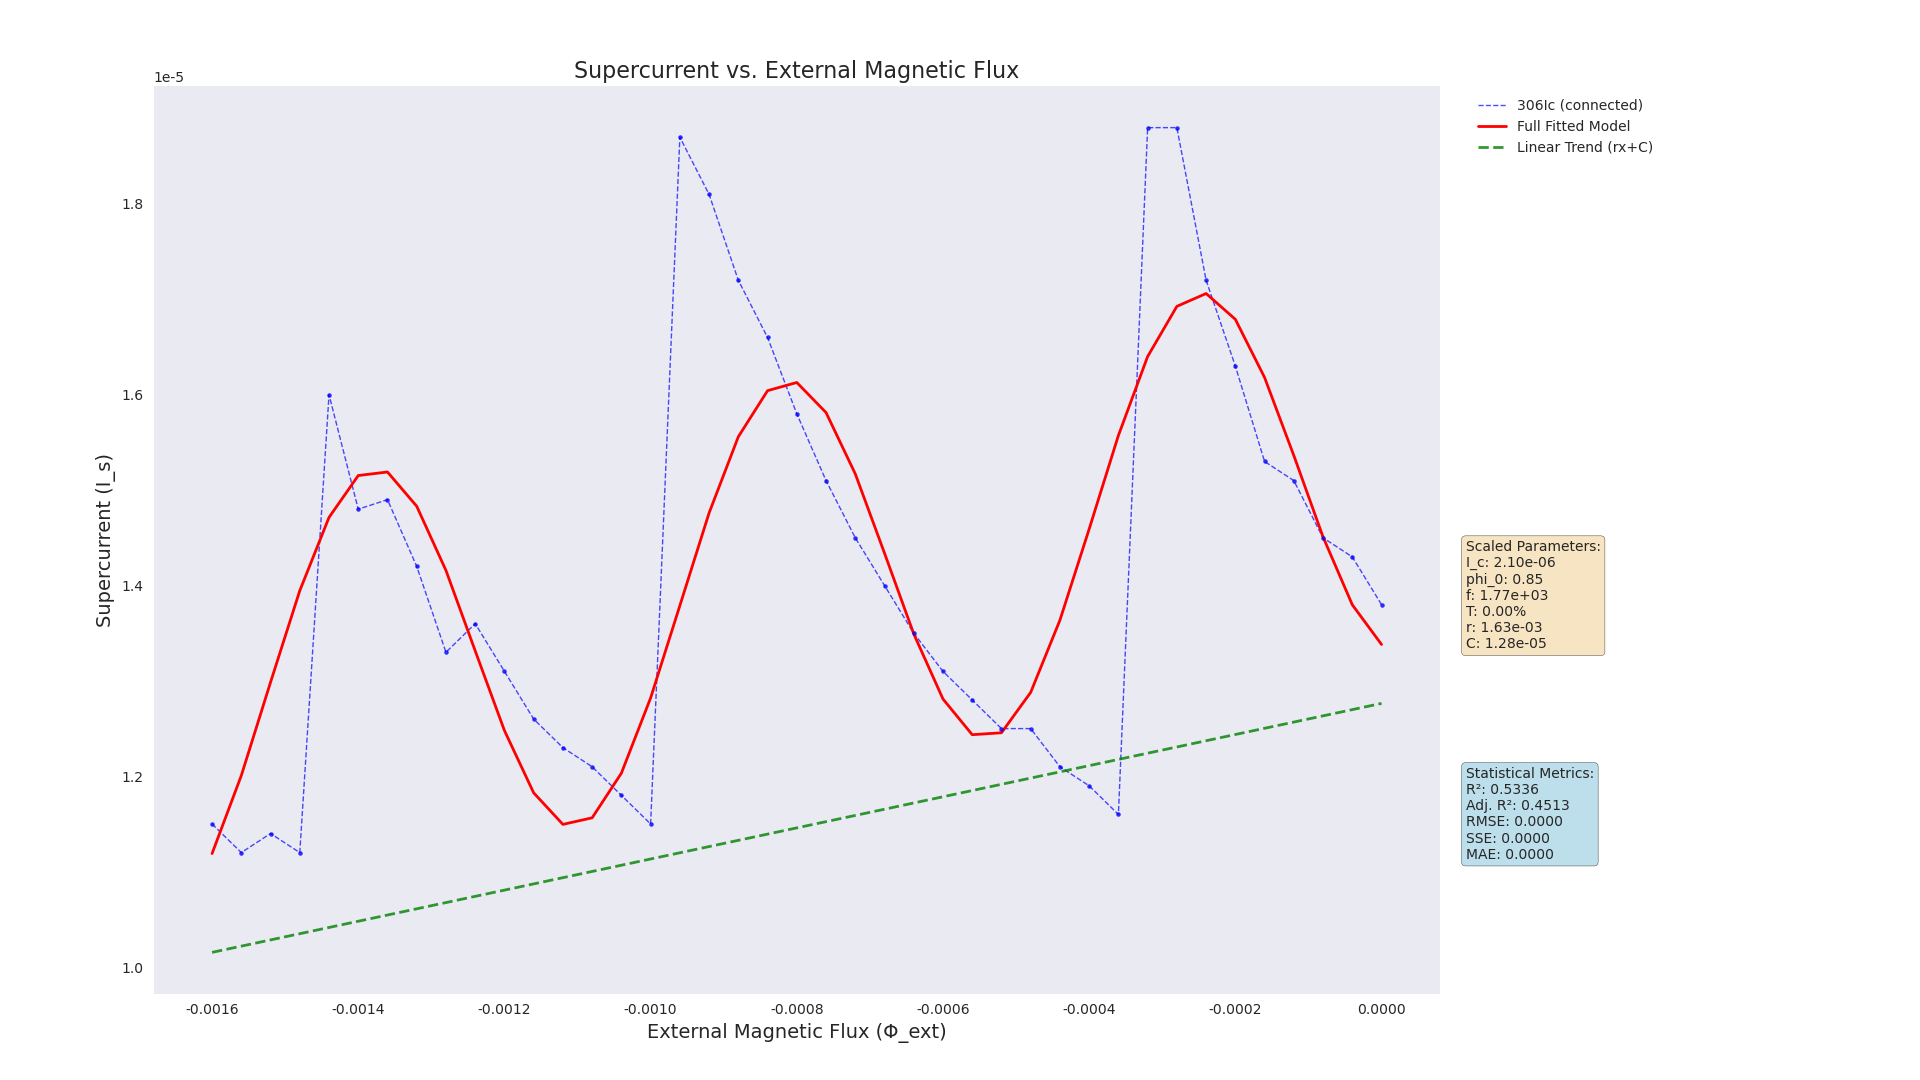 Supercurrent vs. External Magnetic Flux
1e-5
306Ic (connected)
Full Fitted Model
Linear Trend (rx+C)
1.8
1.6
1.4
1.2
1.0
Supercurrent (I_s)
-0.0016 -0.0014 -0.0012 -0.0010 -0.0008 -0.0006 -0.0004 -0.0002 0.0000
External Magnetic Flux (Φ_ext)
Scaled Parameters:
I_c: 2.10e-06
phi_0: 0.85
f: 1.77e+03
T: 0.00%
r: 1.63e-03
C: 1.28e-05
Statistical Metrics:
R²: 0.5336
Adj. R²: 0.4513
RMSE: 0.0000
SSE: 0.0000
MAE: 0.0000